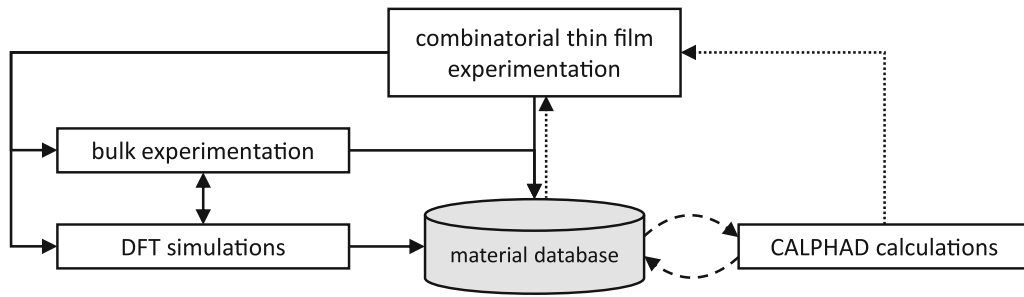 combinatorial thin film
experimentation
bulk experimentation
DFT simulations
material database
CALPHAD calculations